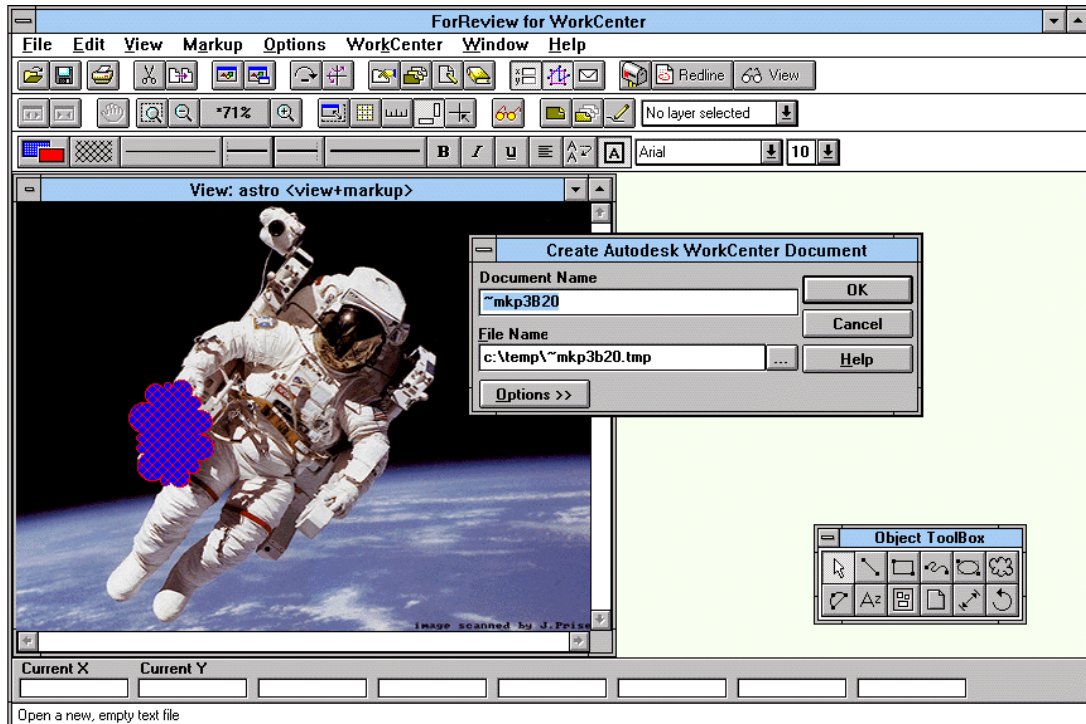 ForReview for WorkCenter
File Edit View Markup Options WorkCenter Window Help
Redline View
*71% No layer selected
B I U A Arial 10
View: astro <view+markup>
Create Autodesk WorkCenter Document
Document Name
~mkp3B20
OK
Cancel
File Name
c:\temp\~mkp3b20.tmp
...
Help
Options >>
Object ToolBox
image scanned by J.Prise
Current X Current Y
Open a new, empty text file